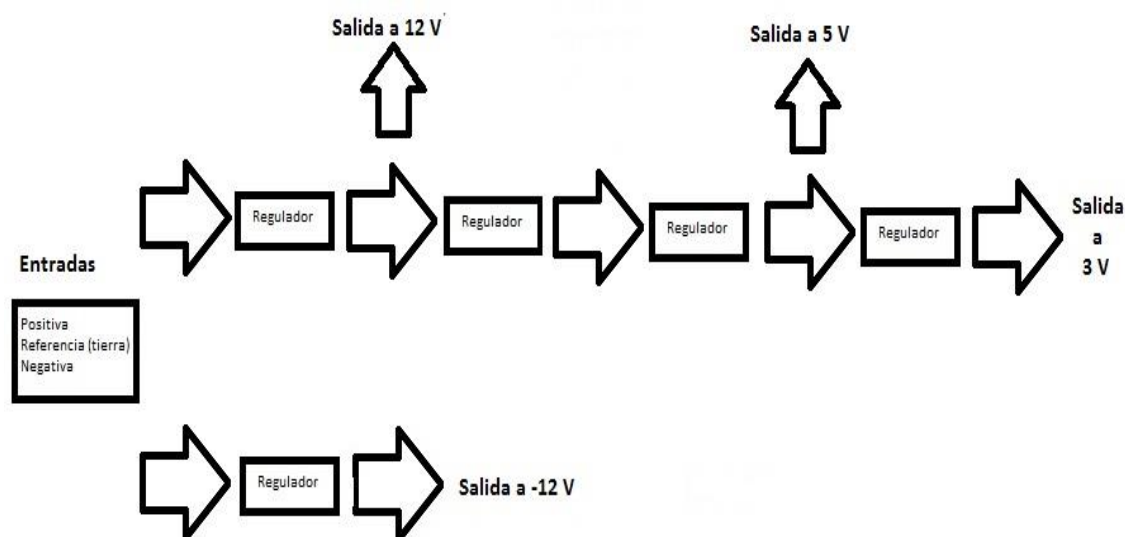 Salida a 12 V
Salida a 5 V
Regulador
Regulador
Regulador
Regulador
Salida
a
3 V
Entradas
Positiva
Referencia (tierra)
Negativa
Regulador
Salida a -12 V